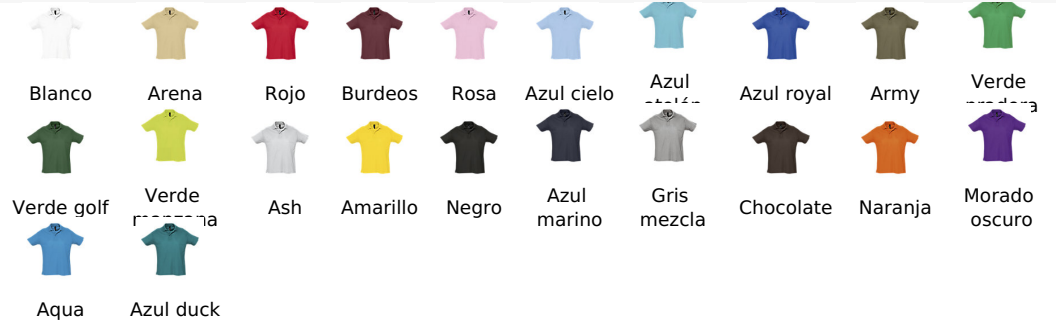 Blanco
Arena
Rojo
Burdeos
Rosa
Azul cielo
Azul
Azul royal
Army
Verde
Verde golf
Verde
Ash
Amarillo
Negro
Azul
marino
Gris
mezcla
Chocolate
Naranja
Morado
oscuro
Aqua
Azul duck